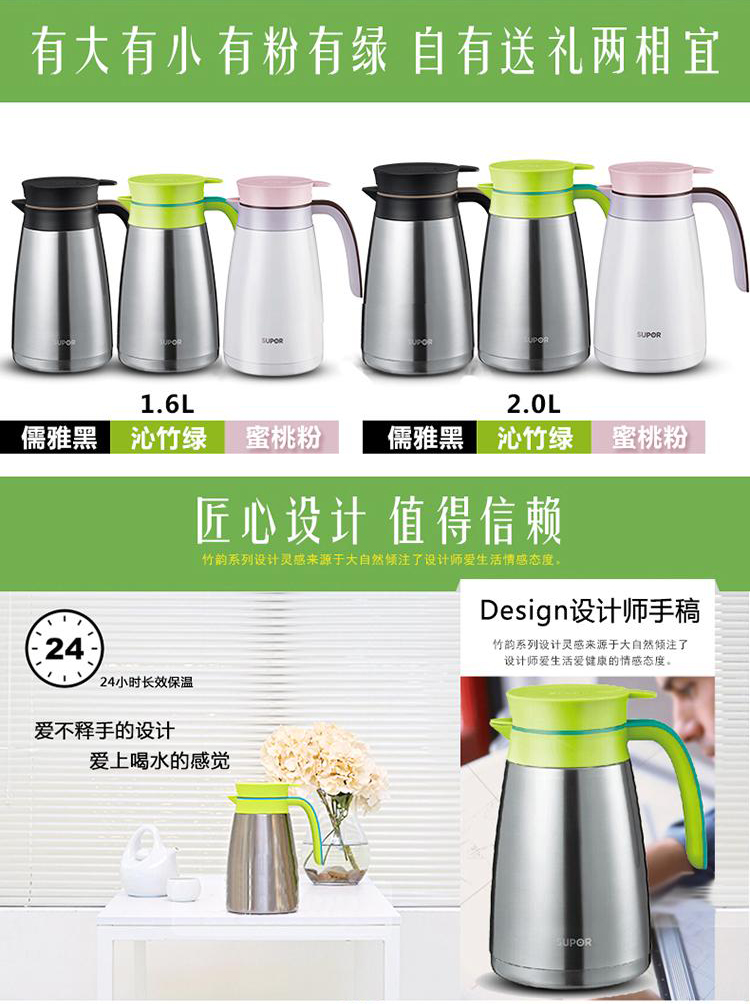 有大有小 有粉有绿 自有送礼两相宜
SUPOR
SUPOR
SUPOR
SUPOR
SUPOR
SUPOR
1.6L
2.0L
儒雅黑 沁竹绿 蜜桃粉
儒雅黑 沁竹绿 蜜桃粉
匠心设计 值得信赖
竹韵系列设计灵感来源于大自然倾注了设计师爱生活情感态度。
24
24小时长效保温
爱不释手的设计
爱上喝水的感觉
Design设计师手稿
竹韵系列设计灵感来源于大自然倾注了
设计师爱生活爱健康的情感态度。
SUPOR